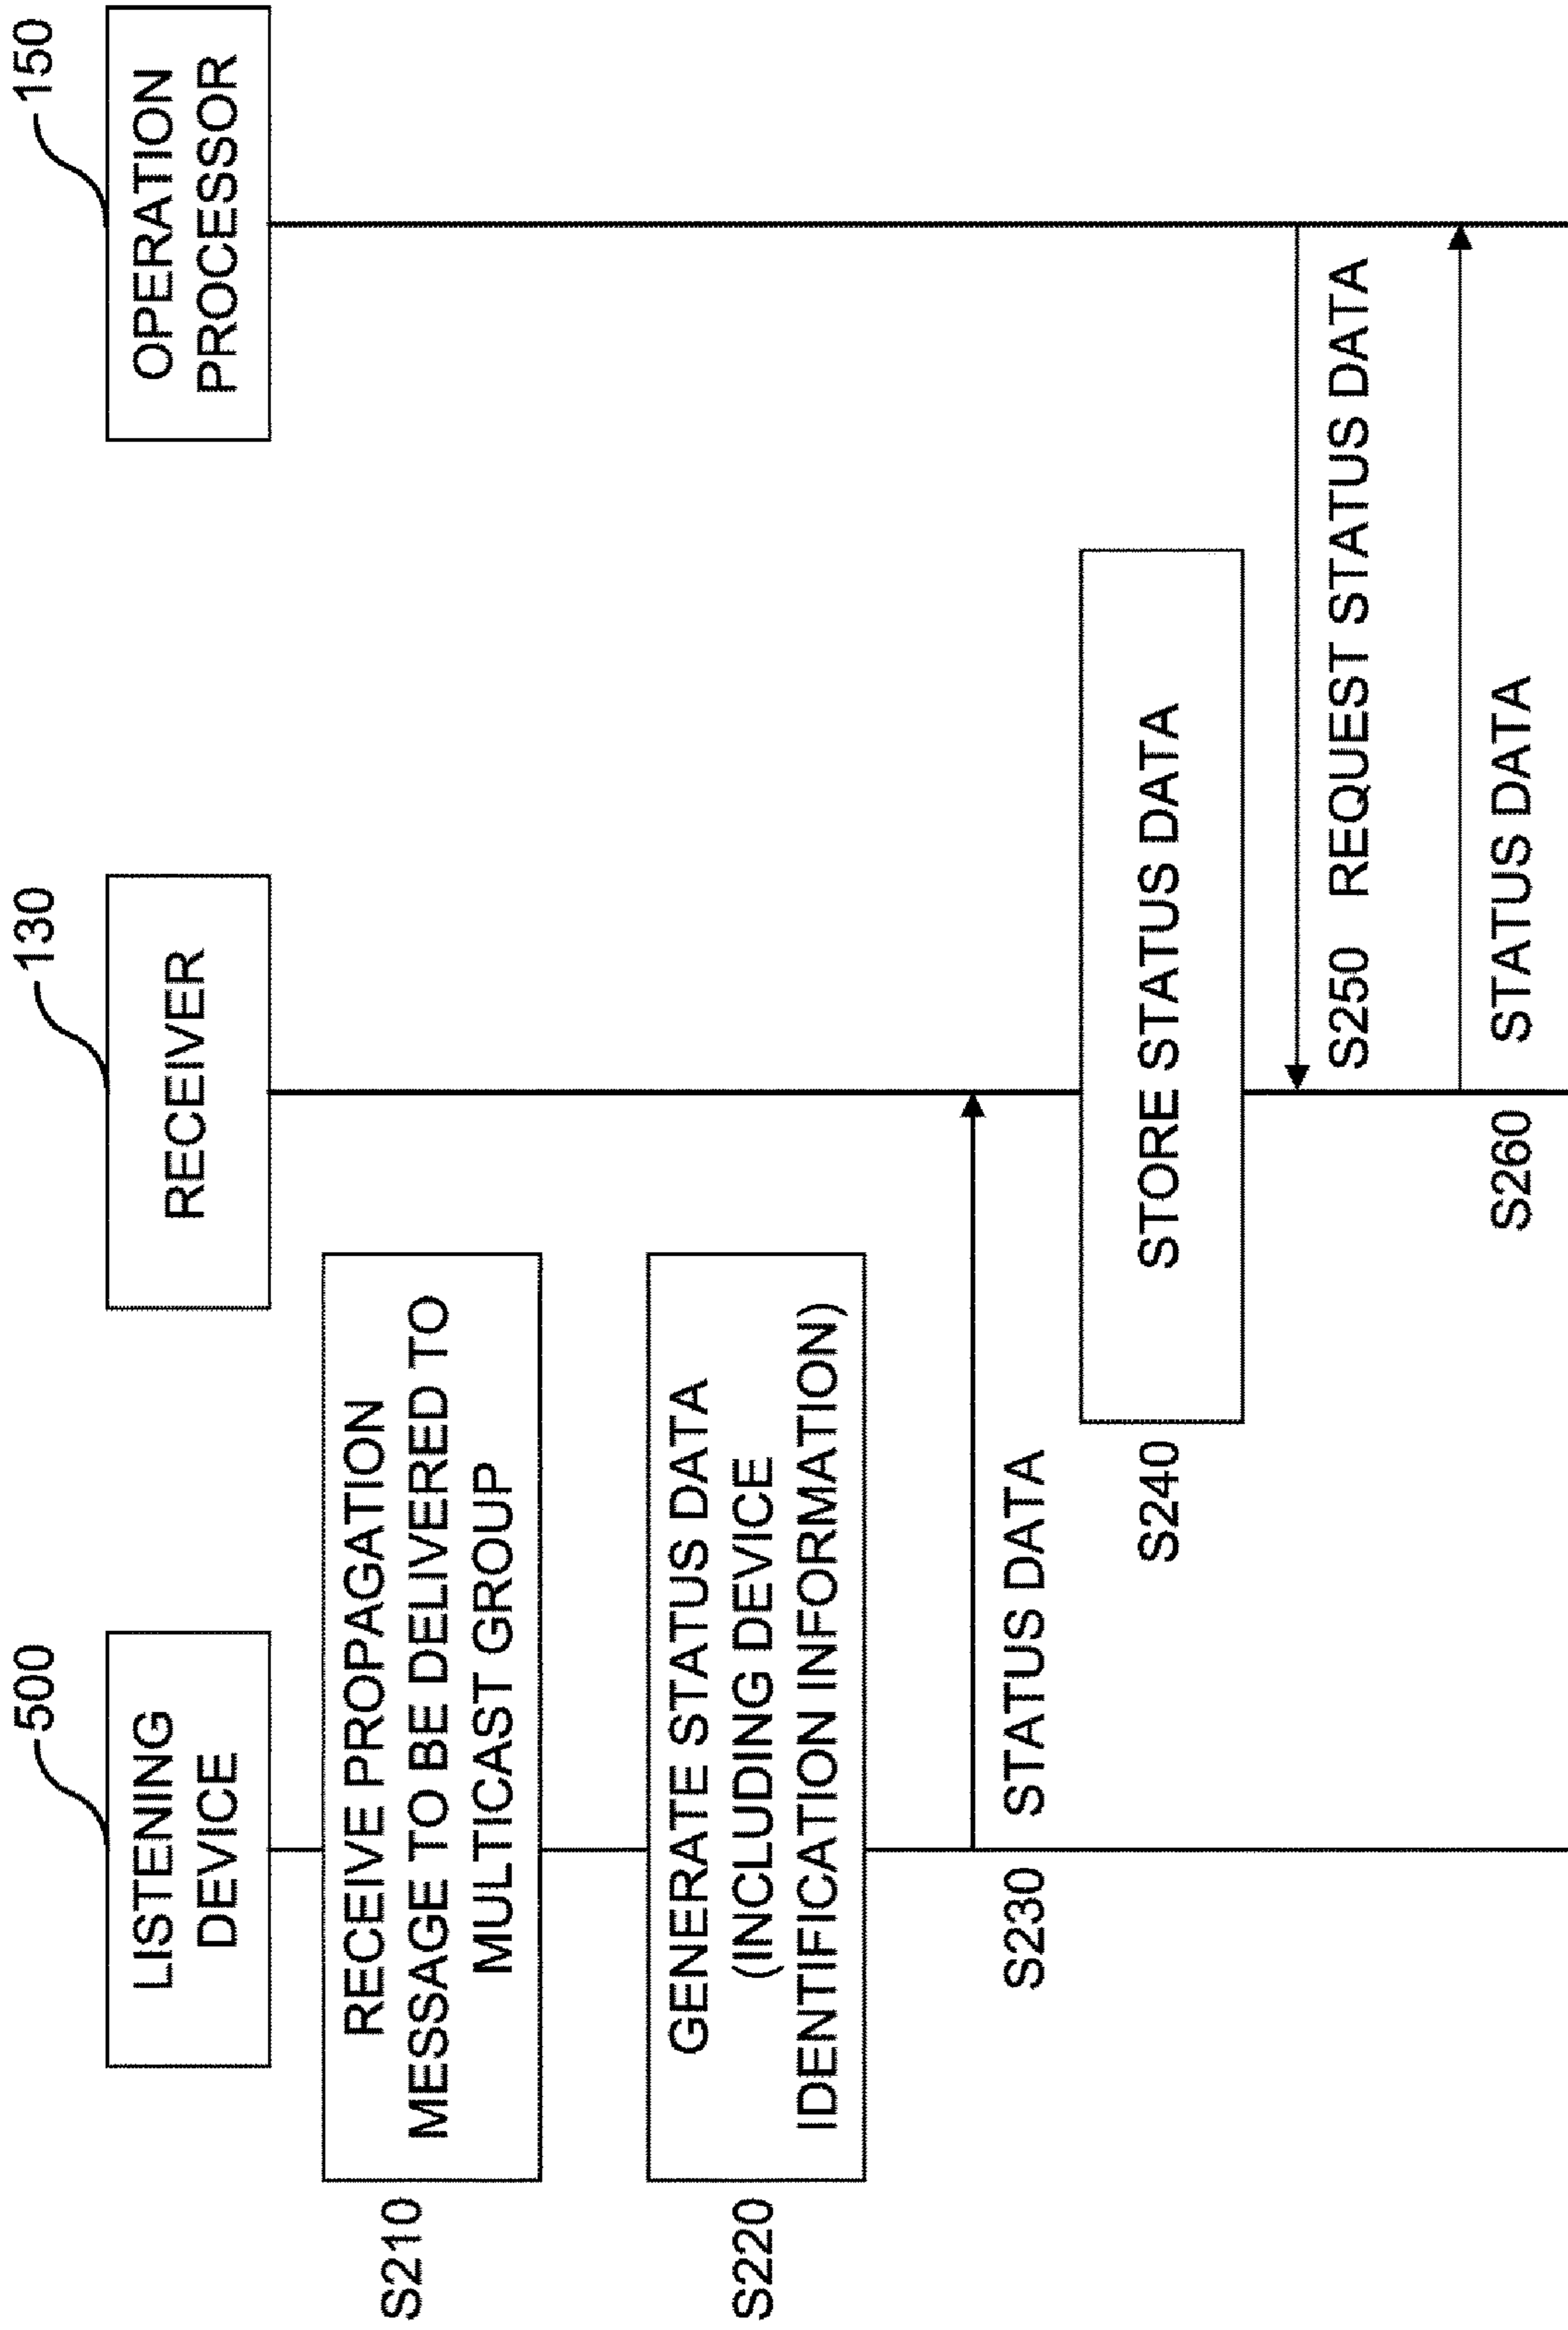 500
LISTENING
DEVICE
130
RECEIVER
150
OPERATION
PROCESSOR
S210
RECEIVE PROPAGATION
MESSAGE TO BE DELIVERED TO
MULTICAST GROUP
S220
GENERATE STATUS DATA
(INCLUDING DEVICE
IDENTIFICATION INFORMATION)
S230
STATUS DATA
S240
STORE STATUS DATA
S250 REQUEST STATUS DATA
S260
STATUS DATA